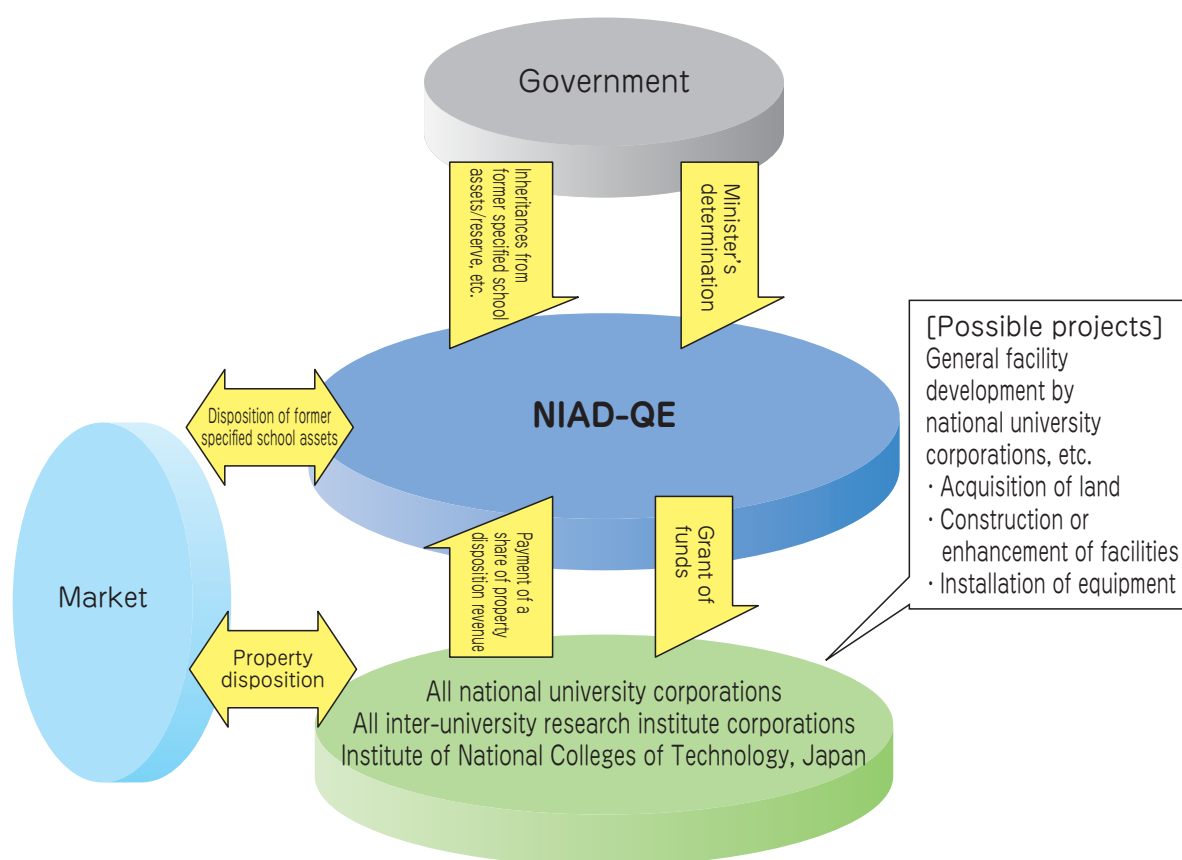 Government
Inheritances from
former specified school
assets/reserve, etc.
Minister's
determination
[Possible projects]
General facility
development by
national university
corporations, etc.
・Acquisition of land
・Construction or
enhancement of facilities
・Installation of equipment
NIAD-QE
Disposition of former
specified school assets
Payment of a
share of property
disposition revenue
Grant of
funds
Market
Property
disposition
All national university corporations
All inter-university research institute corporations
Institute of National Colleges of Technology, Japan